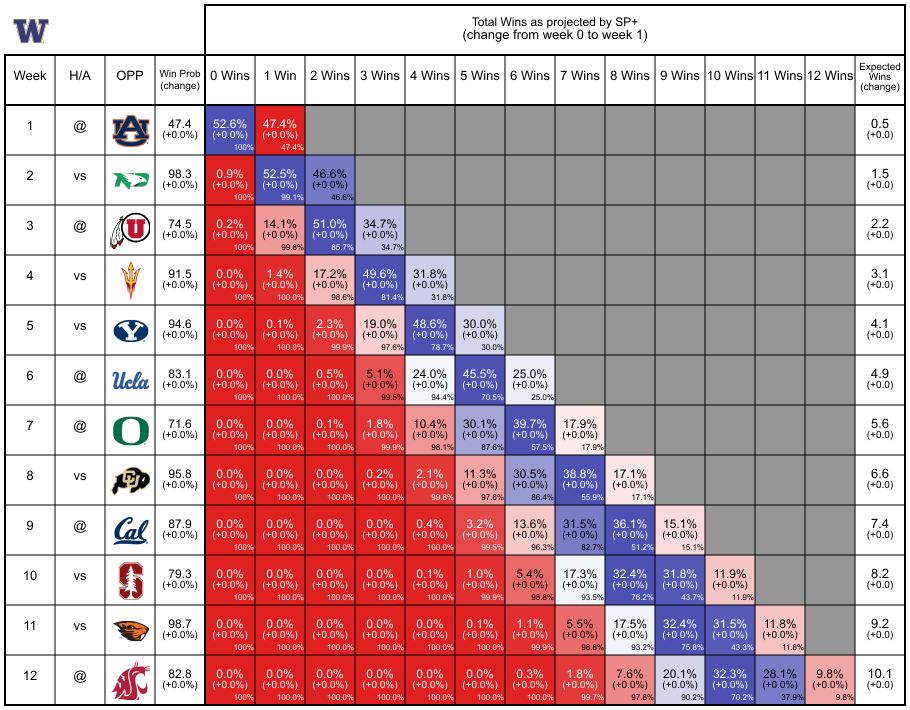 W
Total Wins as projected by SP+
(change from week 0 to week 1)
Week H/A OPP Win Prob (change) 0 Wins 1 Win 2 Wins 3 Wins 4 Wins 5 Wins 6 Wins 7 Wins 8 Wins 9 Wins 10 Wins 11 Wins 12 Wins Expected Wins (change)
1 @ AU 47.4 52.6% 47.4% 0.5
(+0.0%) (+0.0%) (+0.0%) (+0.0)
100% 47.4%
2 vs 98.3 0.9% 52.5% 46.6% 1.5
(+0.0%) (+0.0%) (+0.0%) (+0.0%) (+0.0)
100% 99.1% 46.6%
3 @ U 74.5 0.2% 14.1% 51.0% 34.7% 2.2
(+0.0%) (+0.0%) (+0.0%) (+0.0%) (+0.0%) (+0.0)
100% 99.8% 85.7% 34.7%
4 vs 91.5 0.0% 1.4% 17.2% 49.6% 31.8% 3.1
(+0.0%) (+0.0%) (+0.0%) (+0.0%) (+0.0%) (+0.0%) (+0.0)
100% 100.0% 98.6% 81.4% 31.8%
5 vs Y 94.6 0.0% 0.1% 2.3% 19.0% 48.6% 30.0% 4.1
(+0.0%) (+0.0%) (+0.0%) (+0.0%) (+0.0%) (+0.0%) (+0.0%) (+0.0)
100% 100.0% 99.9% 97.6% 78.7% 30.0%
6 @ Ucla 83.1 0.0% 0.0% 0.5% 5.1% 24.0% 45.5% 25.0% 4.9
(+0.0%) (+0.0%) (+0.0%) (+0.0%) (+0.0%) (+0.0%) (+0.0%) (+0.0%) (+0.0)
100% 100.0% 100.0% 99.5% 94.4% 70.5% 25.0%
7 @ O 71.6 0.0% 0.0% 0.1% 1.8% 10.4% 30.1% 39.7% 17.9% 5.6
(+0.0%) (+0.0%) (+0.0%) (+0.0%) (+0.0%) (+0.0%) (+0.0%) (+0.0%) (+0.0%) (+0.0)
100% 100.0% 100.0% 99.9% 98.1% 87.6% 57.5% 17.9%
8 vs CU 95.8 0.0% 0.0% 0.0% 0.2% 2.1% 11.3% 30.5% 38.8% 17.1% 6.6
(+0.0%) (+0.0%) (+0.0%) (+0.0%) (+0.0%) (+0.0%) (+0.0%) (+0.0%) (+0.0%) (+0.0%) (+0.0)
100% 100.0% 100.0% 100.0% 99.8% 97.6% 86.4% 55.9% 17.1%
9 @ Cal 87.9 0.0% 0.0% 0.0% 0.0% 0.4% 3.2% 13.6% 31.5% 36.1% 15.1% 7.4
(+0.0%) (+0.0%) (+0.0%) (+0.0%) (+0.0%) (+0.0%) (+0.0%) (+0.0%) (+0.0%) (+0.0%) (+0.0%) (+0.0)
100% 100.0% 100.0% 100.0% 100.0% 99.5% 96.3% 82.7% 51.2% 15.1%
10 vs S 79.3 0.0% 0.0% 0.0% 0.0% 0.1% 1.0% 5.4% 17.3% 32.4% 31.8% 11.9% 8.2
(+0.0%) (+0.0%) (+0.0%) (+0.0%) (+0.0%) (+0.0%) (+0.0%) (+0.0%) (+0.0%) (+0.0%) (+0.0%) (+0.0%) (+0.0)
100% 100.0% 100.0% 100.0% 100.0% 99.9% 98.8% 93.5% 76.2% 43.7% 11.9%
11 vs 98.7 0.0% 0.0% 0.0% 0.0% 0.0% 0.1% 1.1% 5.5% 17.5% 32.4% 31.5% 11.8% 9.2
(+0.0%) (+0.0%) (+0.0%) (+0.0%) (+0.0%) (+0.0%) (+0.0%) (+0.0%) (+0.0%) (+0.0%) (+0.0%) (+0.0%) (+0.0%) (+0.0)
100% 100.0% 100.0% 100.0% 100.0% 100.0% 99.9% 98.8% 93.2% 75.8% 43.3% 11.8%
12 @ 82.8 0.0% 0.0% 0.0% 0.0% 0.0% 0.0% 0.3% 1.8% 7.6% 20.1% 32.3% 28.1% 9.8% 10.1
(+0.0%) (+0.0%) (+0.0%) (+0.0%) (+0.0%) (+0.0%) (+0.0%) (+0.0%) (+0.0%) (+0.0%) (+0.0%) (+0.0%) (+0.0%) (+0.0%) (+0.0)
100% 100.0% 100.0% 100.0% 100.0% 100.0% 100.0% 99.7% 97.8% 90.2% 70.2% 37.9% 9.8%